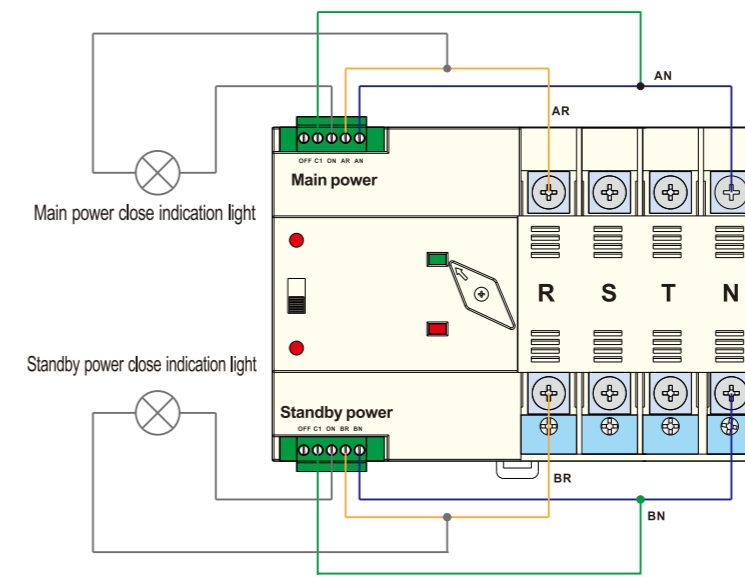 AN
AR
OFF C1 ON AR AN
Main power
Main power close indication light
R S T N
Standby power close indication light
Standby power
OFF C1 ON BR BN
BR
BN